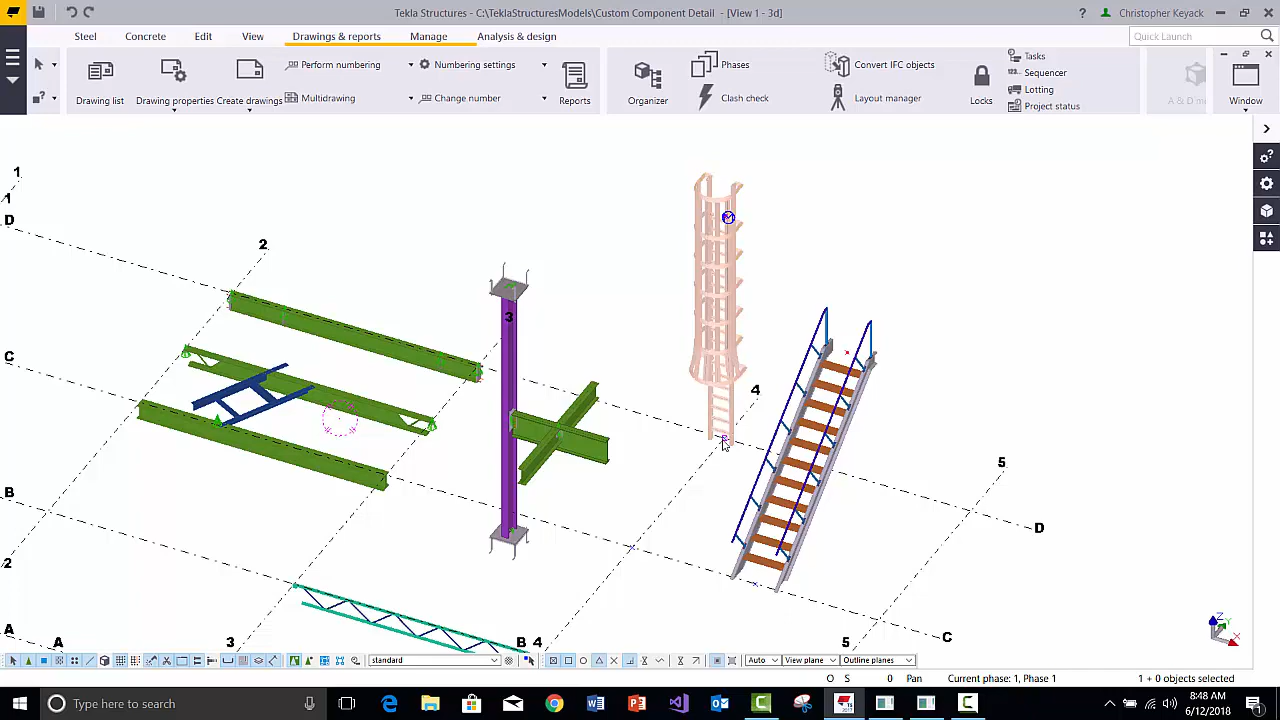 Tekla Structures - C:\TeklaStructuresModels\Custom Component Detail - [View 1 - 3d]
? Christopher Keyack
Steel Concrete Edit View Drawings & reports Manage Analysis & design
Quick Launch
Drawing list
Drawing properties
Create drawings
Perform numbering
Multidrawing
Numbering settings
Change number
Reports
Organizer
Phases
Clash check
Convert IFC objects
Layout manager
Locks
Tasks
Sequencer
Lotting
Project status
A & D m
Window
1
1
D
2
3
C
4
5
B
D
2
A A 3 B 4 5 C
Z Y X
standard
Auto View plane Outline planes
O S 0 Pan Current phase: 1, Phase 1 1 + 0 objects selected
Type here to search
8:48 AM
6/12/2018